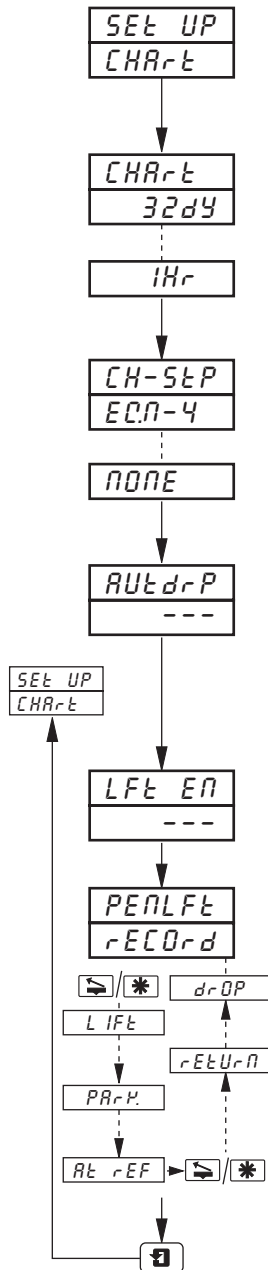 SEt UP
CHArt
CHArt
32dY
1Hr
CH-StP
EC.N-4
NONE
AUtdrP
---
SEt UP
CHArt
LFt EN
---
PENLFt
rECOrd
/
drOP
LIFt
rEtUrN
PArK.
At rEF
/